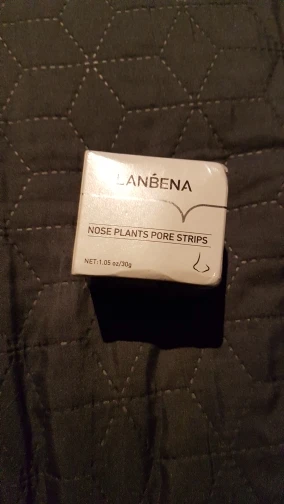 LANBENA
NOSE PLANTS PORE STRIPS
NET:1.05 oz/30g